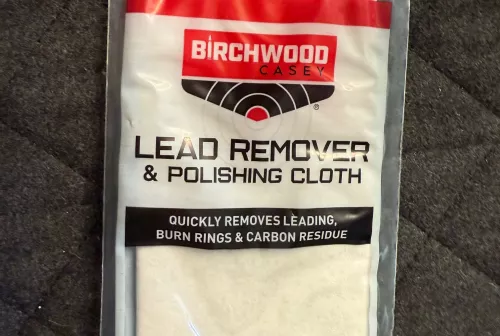 BIRCHWOOD
CASEY
®
LEAD REMOVER
& POLISHING CLOTH
QUICKLY REMOVES LEADING,
BURN RINGS & CARBON RESIDUE